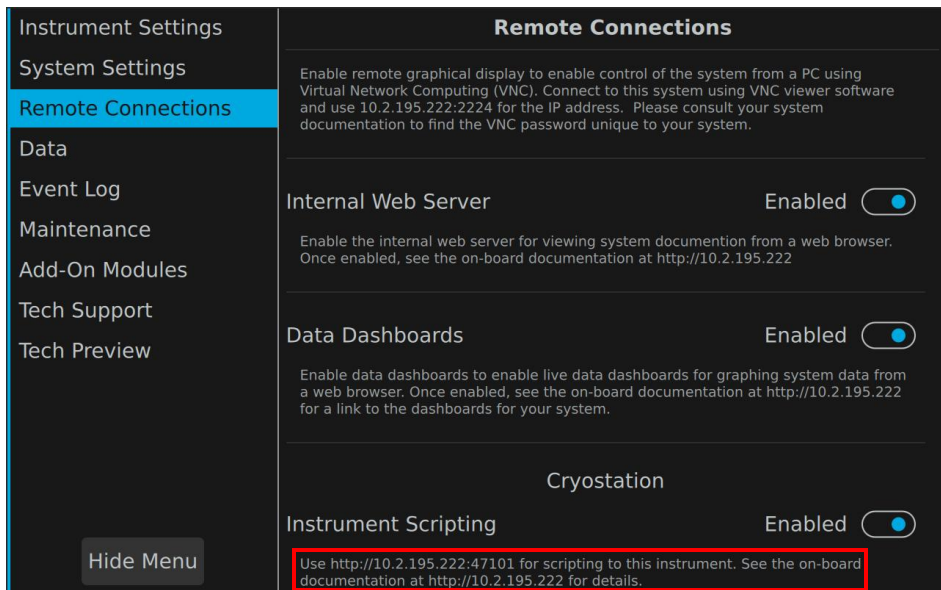 Instrument Settings
System Settings
Remote Connections
Data
Event Log
Maintenance
Add-On Modules
Tech Support
Tech Preview
Hide Menu
Remote Connections
Enable remote graphical display to enable control of the system from a PC using
Virtual Network Computing (VNC). Connect to this system using VNC viewer software
and use 10.2.195.222:2224 for the IP address. Please consult your system
documentation to find the VNC password unique to your system.
Internal Web Server Enabled
Enable the internal web server for viewing system documention from a web browser.
Once enabled, see the on-board documentation at http://10.2.195.222
Data Dashboards Enabled
Enable data dashboards to enable live data dashboards for graphing system data from
a web browser. Once enabled, see the on-board documentation at http://10.2.195.222
for a link to the dashboards for your system.
Cryostation
Instrument Scripting Enabled
Use http://10.2.195.222:47101 for scripting to this instrument. See the on-board
documentation at http://10.2.195.222 for details.